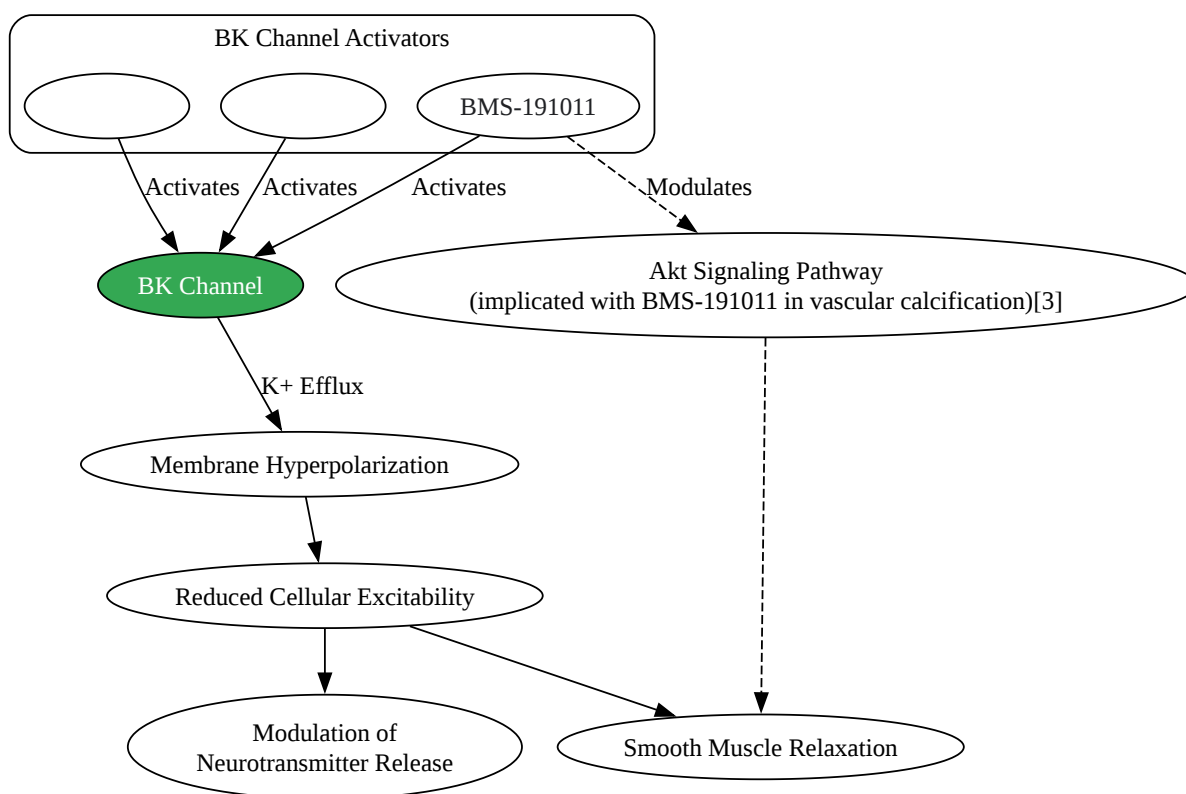 BK Channel Activators
BMS-191011
Activates
Activates
Activates
Modulates
BK Channel
Akt Signaling Pathway
(implicated with BMS-191011 in vascular calcification)[3]
K+ Efflux
Membrane Hyperpolarization
Reduced Cellular Excitability
Modulation of
Neurotransmitter Release
Smooth Muscle Relaxation